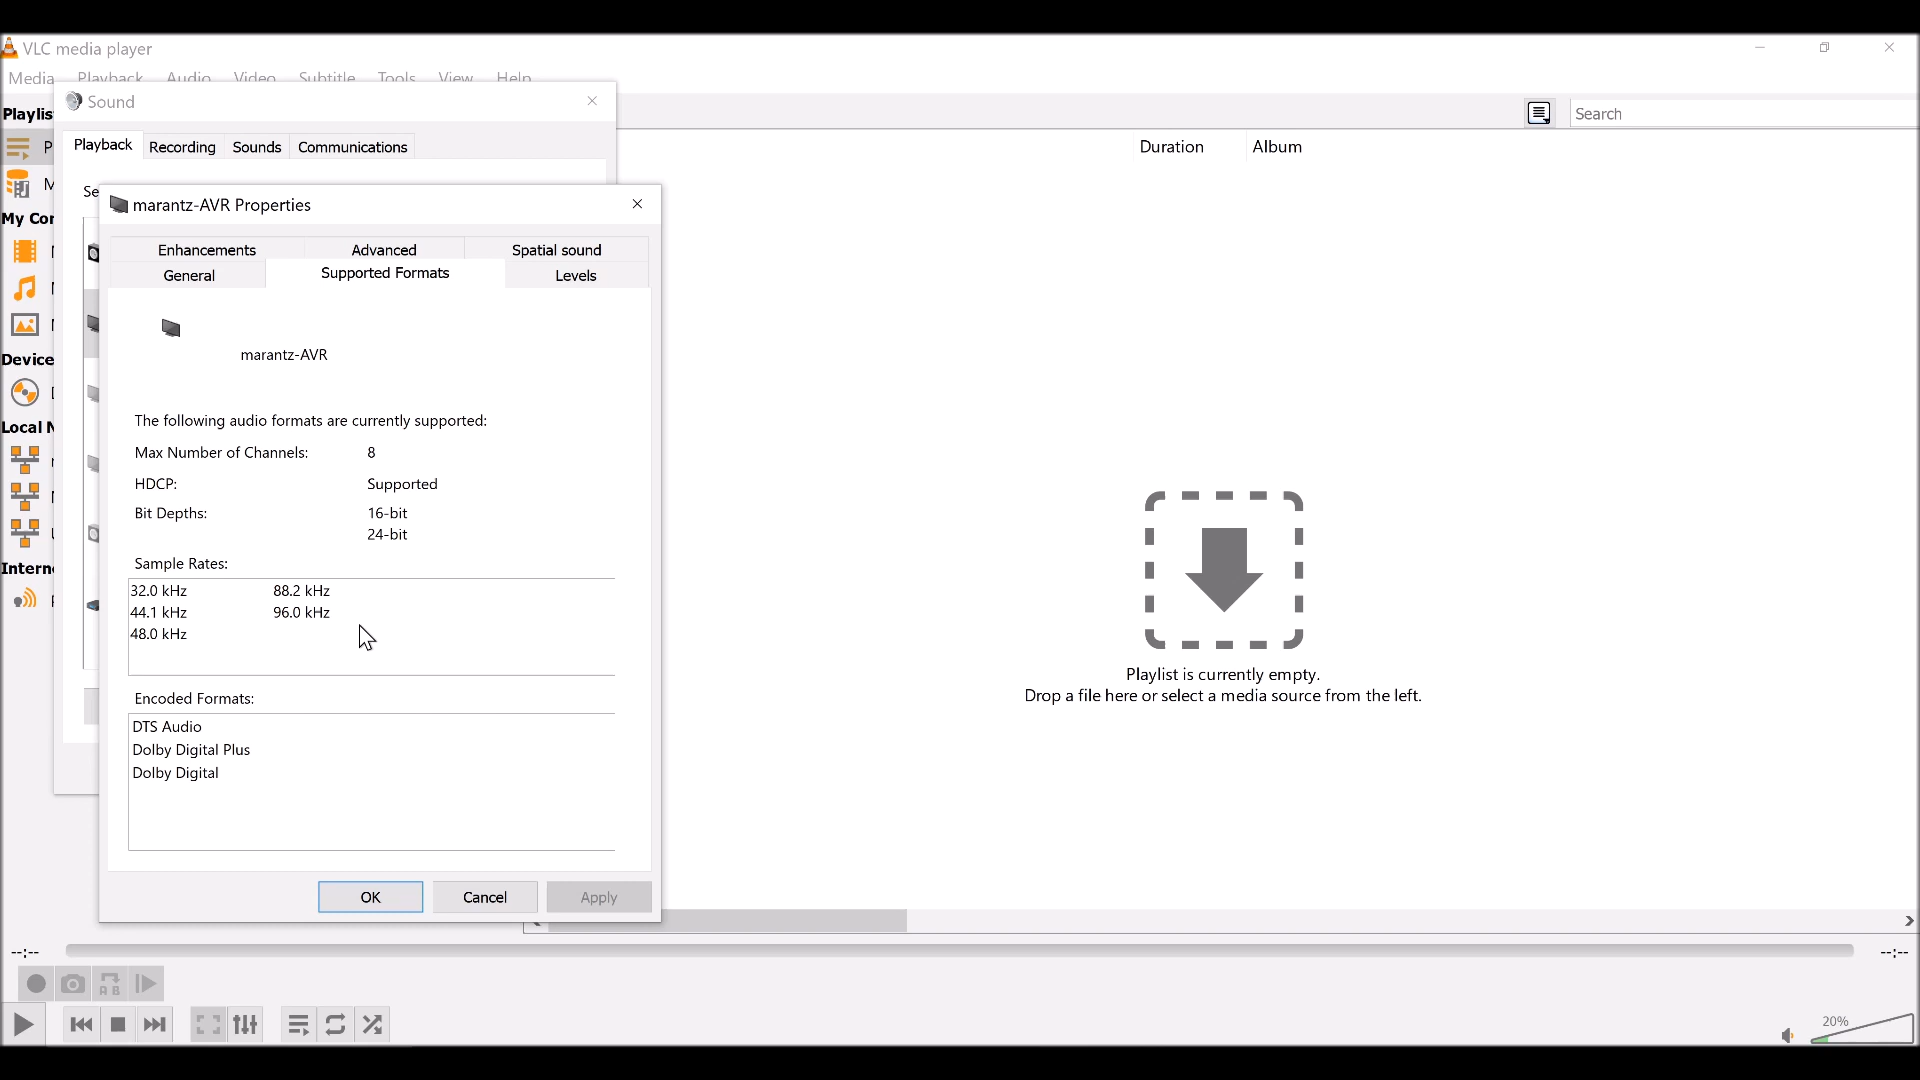 VLC media player
Media Playback Audio Video Subtitle Tools View Help
Sound
Search
Playback Recording Sounds Communications
Duration Album
marantz-AVR Properties
Enhancements Advanced Spatial sound
General Supported Formats Levels
marantz-AVR
The following audio formats are currently supported:
Max Number of Channels: 8
HDCP: Supported
Bit Depths: 16-bit
24-bit
Sample Rates:
32.0 kHz 88.2 kHz
44.1 kHz 96.0 kHz
48.0 kHz
Encoded Formats:
DTS Audio
Dolby Digital Plus
Dolby Digital
OK Cancel Apply
Playlist is currently empty.
Drop a file here or select a media source from the left.
--:-- --:--
A B
20%